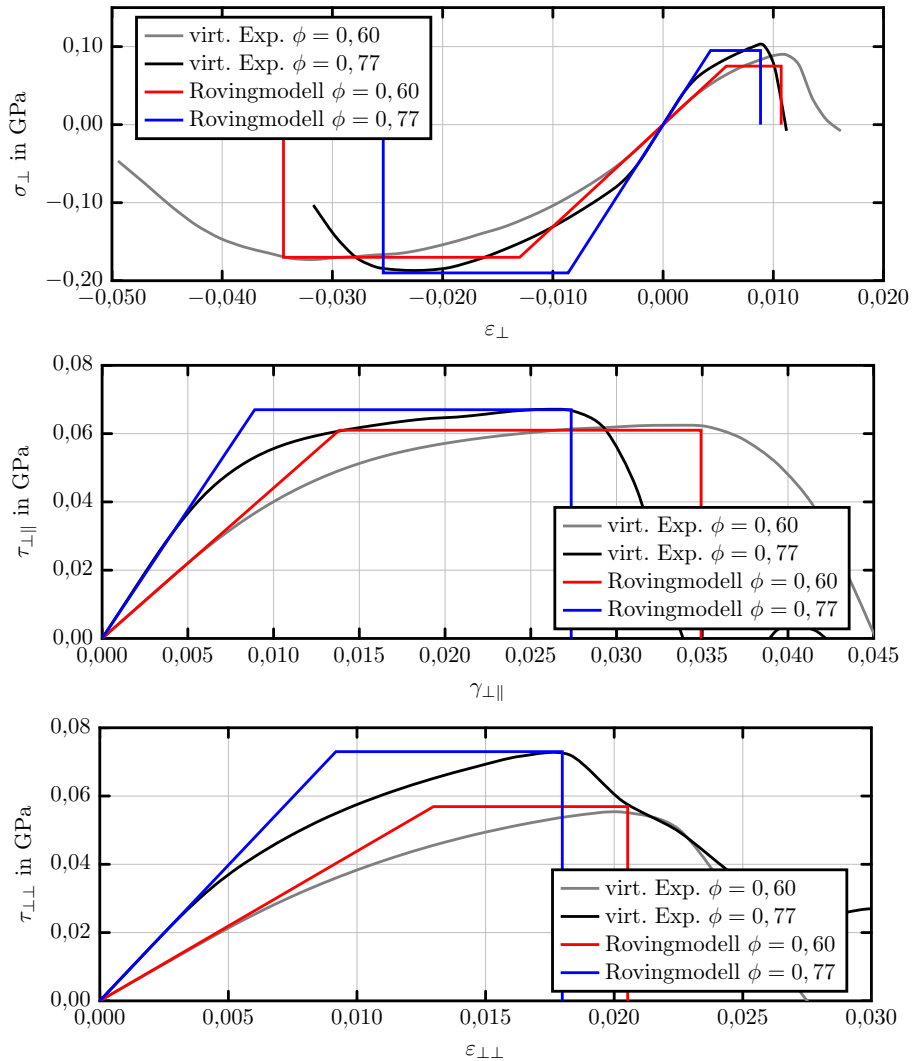 0,10
0,00
−0,10
−0,20
σ⊥ in GPa
virt. Exp. ϕ = 0, 60
virt. Exp. ϕ = 0, 77
Rovingmodell ϕ = 0, 60
Rovingmodell ϕ = 0, 77
−0,050 −0,040 −0,030 −0,020 −0,010 0,000 0,010 0,020
ε⊥
0,08
0,06
0,04
0,02
0,00
τ⊥∥ in GPa
virt. Exp. ϕ = 0, 60
virt. Exp. ϕ = 0, 77
Rovingmodell ϕ = 0, 60
Rovingmodell ϕ = 0, 77
0,000 0,005 0,010 0,015 0,020 0,025 0,030 0,035 0,040 0,045
γ⊥∥
0,08
0,06
0,04
0,02
0,00
τ⊥⊥ in GPa
virt. Exp. ϕ = 0, 60
virt. Exp. ϕ = 0, 77
Rovingmodell ϕ = 0, 60
Rovingmodell ϕ = 0, 77
0,000 0,005 0,010 0,015 0,020 0,025 0,030
ε⊥⊥